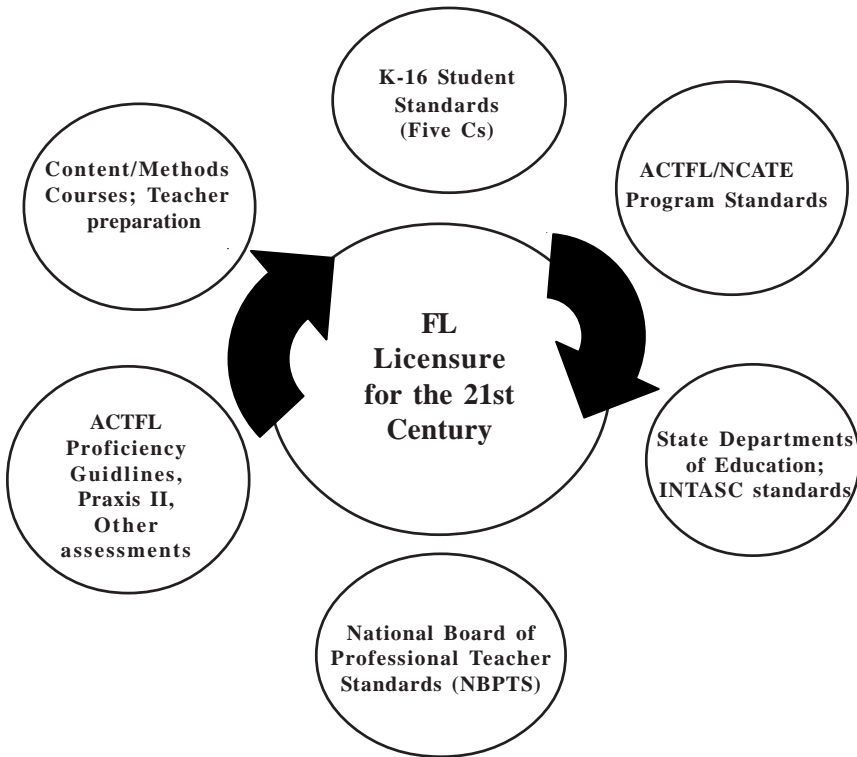 K-16 Student
Standards
(Five Cs)
Content/Methods
Courses; Teacher
preparation
ACTFL/NCATE
Program Standards
FL
Licensure
for the 21st
Century
ACTFL
Proficiency
Guidlines,
Praxis II,
Other
assessments
State Departments
of Education;
INTASC standards
National Board of
Professional Teacher
Standards (NBPTS)